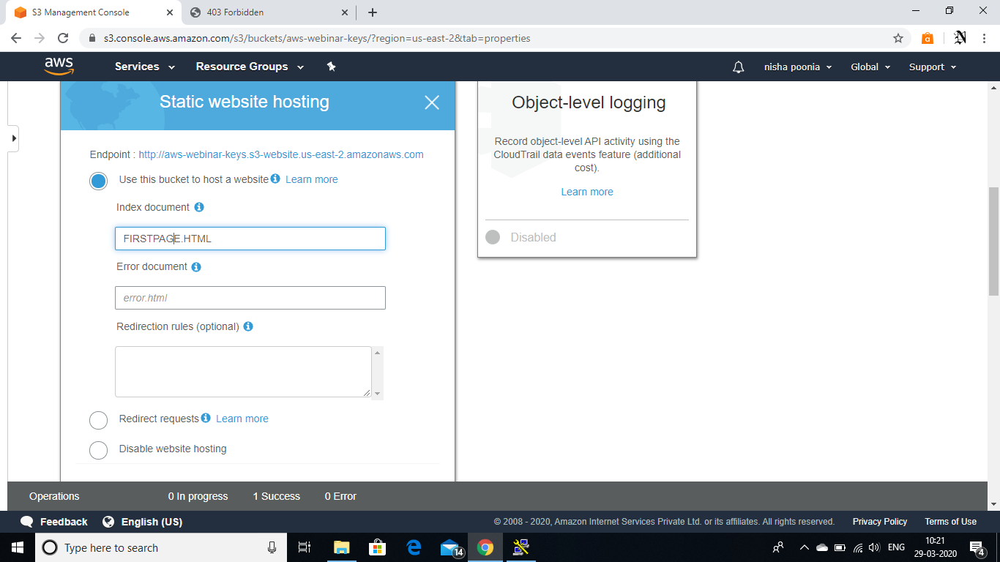 S3 Management Console
403 Forbidden
s3.console.aws.amazon.com/s3/buckets/aws-webinar-keys/?region=us-east-2&tab=properties
aws
Services
Resource Groups
nisha poonia
Global
Support
Static website hosting
Endpoint : http://aws-webinar-keys.s3-website.us-east-2.amazonaws.com
Use this bucket to host a website Learn more
Index document
FIRSTPAGE.HTML
Error document
error.html
Redirection rules (optional)
Redirect requests Learn more
Disable website hosting
Object-level logging
Record object-level API activity using the
CloudTrail data events feature (additional
cost).
Learn more
Disabled
Operations 0 In progress 1 Success 0 Error
Feedback English (US) © 2008 - 2020, Amazon Internet Services Private Ltd. or its affiliates. All rights reserved. Privacy Policy Terms of Use
Type here to search
14
ENG
10:21
29-03-2020
4